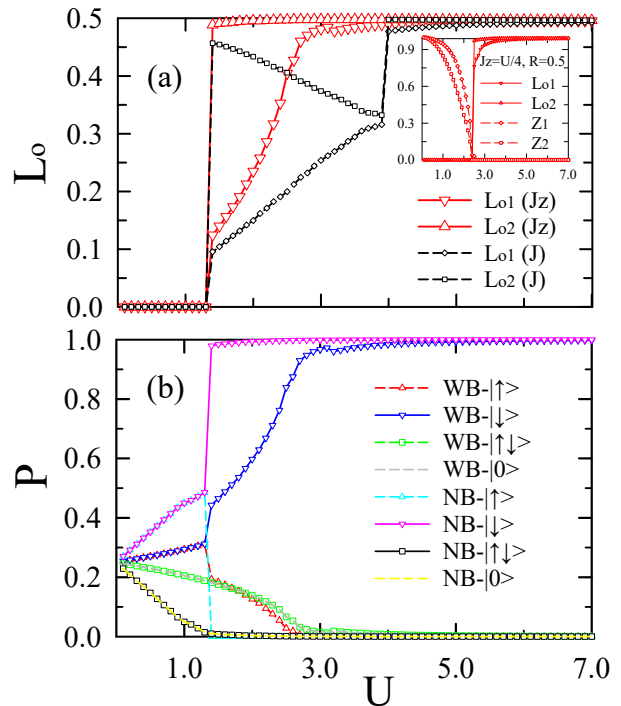 0.5
0.4
0.3
0.2
0.1
0.0
Lo
(a)
0.9
0.6
0.3
0.0
Jz=U/4, R=0.5
Lo1
Lo2
Z1
Z2
1.0 3.0 5.0 7.0
Lo1 (Jz)
Lo2 (Jz)
Lo1 (J)
Lo2 (J)
1.0
0.8
0.6
0.4
0.2
0.0
P
(b)
WB-|↑>
WB-|↓>
WB-|↑↓>
WB-|0>
NB-|↑>
NB-|↓>
NB-|↑↓>
NB-|0>
1.0 3.0 5.0 7.0
U